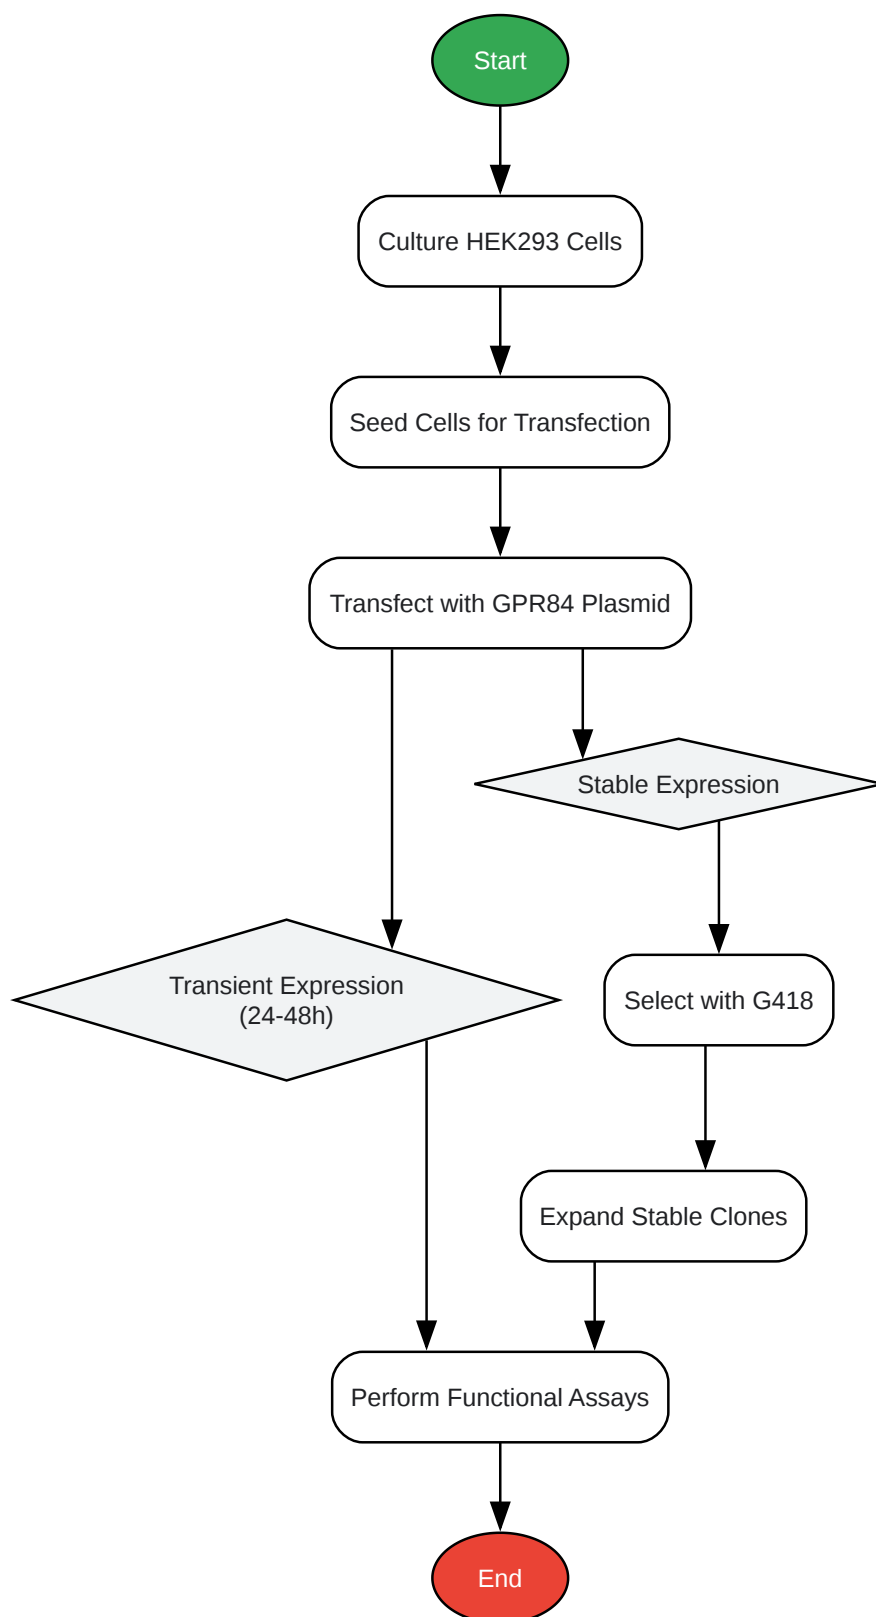 Start
Culture HEK293 Cells
Seed Cells for Transfection
Transfect with GPR84 Plasmid
Stable Expression
Transient Expression
(24-48h)
Select with G418
Expand Stable Clones
Perform Functional Assays
End